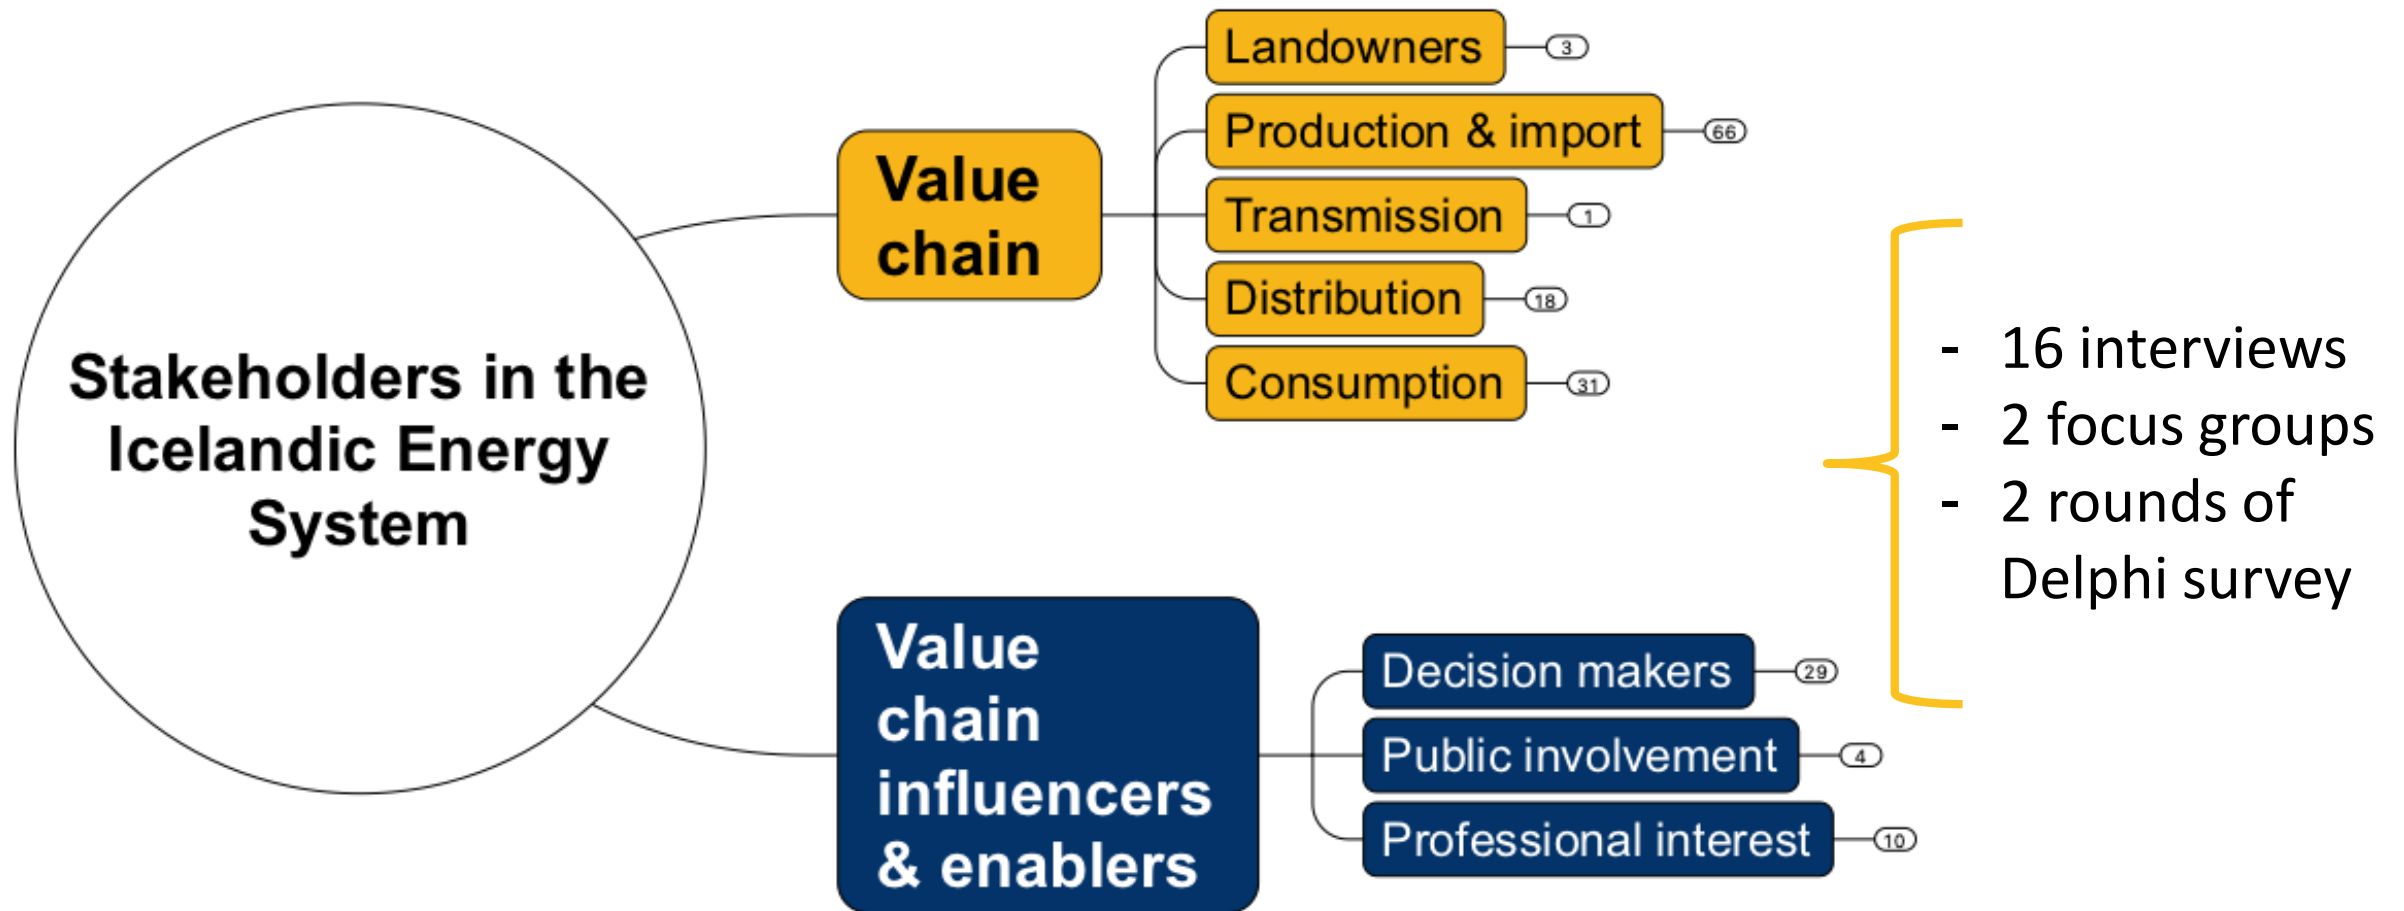 Stakeholders in the
Icelandic Energy
System
Value
chain
Landowners
3
Production & import
66
Transmission
1
Distribution
18
Consumption
31
Value
chain
influencers
& enablers
Decision makers
29
Public involvement
4
Professional interest
10
- 16 interviews
- 2 focus groups
- 2 rounds of
Delphi survey